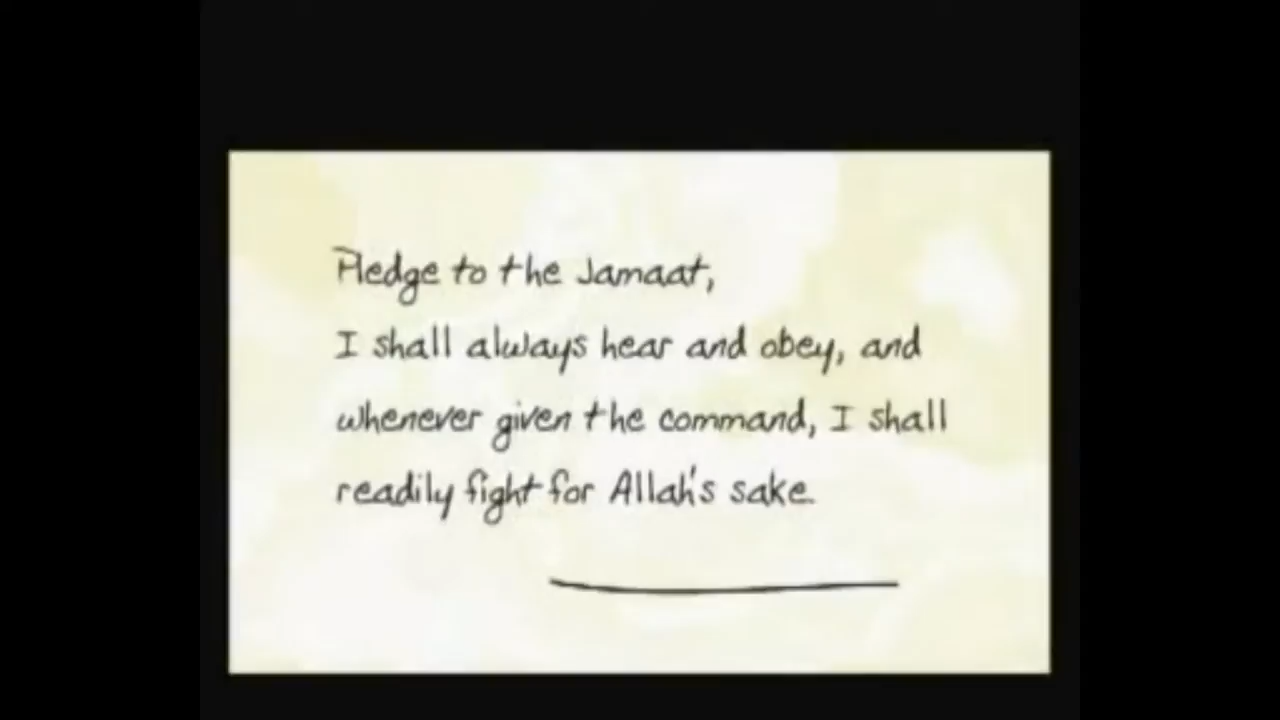 Pledge to the Jamaat,
I shall always hear and obey, and
whenever given the command, I shall
readily fight for Allah's sake.